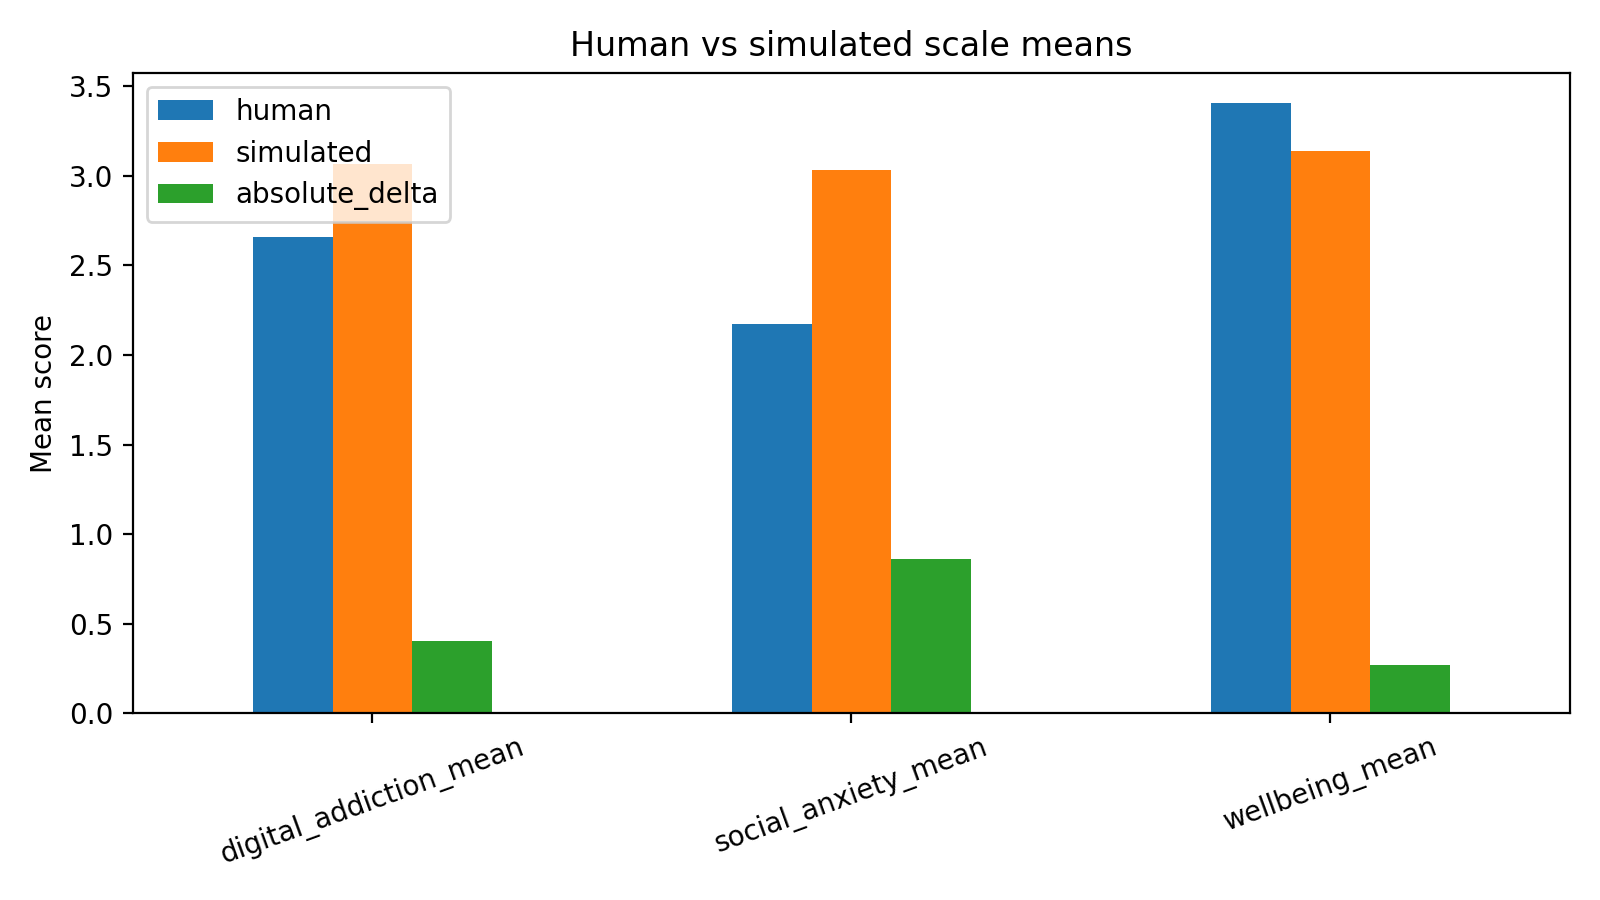 Human vs simulated scale means
human
simulated
absolute_delta
3.5
3.0
2.5
2.0
1.5
1.0
0.5
0.0
Mean score
digital_addiction_mean
social_anxiety_mean
wellbeing_mean